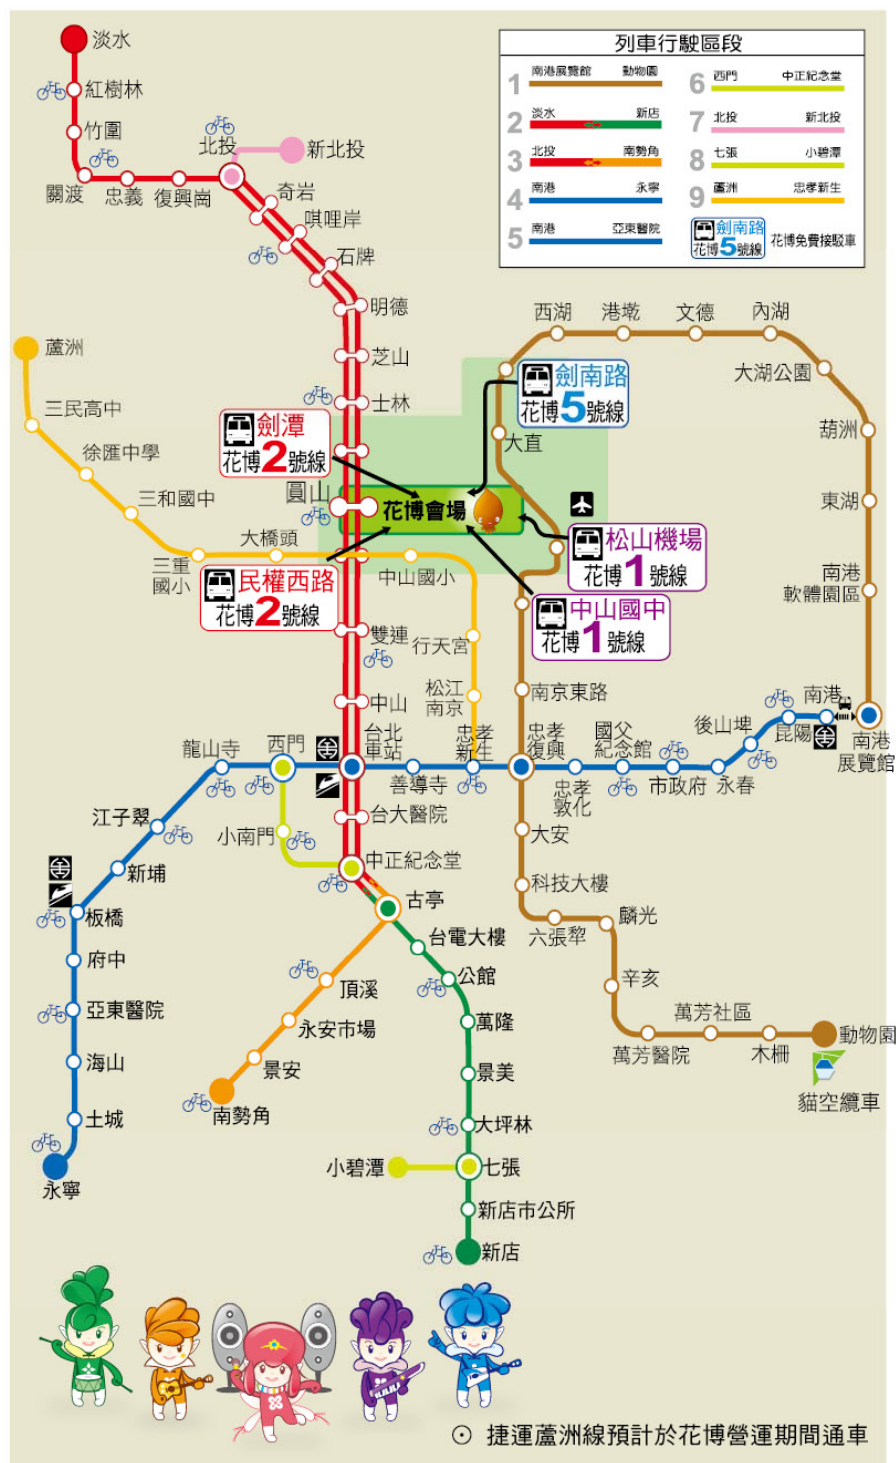 列車行駛區段
1 南港展覽館 動物園
2 淡水 新店
3 北投 南勢角
4 南港 永寧
5 南港 亞東醫院
6 西門 中正紀念堂
7 北投 新北投
8 七張 小碧潭
9 蘆洲 忠孝新生
劍南路
5號線
花博
花博免費接駁車
淡水
紅樹林
竹圍
關渡
忠義
復興崗
北投
新北投
奇岩
唭哩岸
石牌
明德
芝山
士林
劍潭
花博2號線
圓山
花博會場
民權西路
花博2號線
雙連
中山
台北
車站
台大醫院
中正紀念堂
古亭
台電大樓
公館
萬隆
景美
大坪林
七張
小碧潭
新店市公所
新店
頂溪
永安市場
景安
南勢角
蘆洲
三民高中
徐匯中學
三和國中
三重
國小
大橋頭
中山國小
行天宮
松江
南京
忠孝
新生
西湖
港墘
文德
內湖
大湖公園
葫洲
東湖
南港
軟體園區
南港
展覽館
劍南路
花博5號線
大直
松山機場
花博1號線
中山國中
花博1號線
南京東路
忠孝
復興
大安
科技大樓
六張犂
麟光
辛亥
萬芳醫院
萬芳社區
木柵
動物園
貓空纜車
南港
昆陽
後山埤
永春
市政府
國父
紀念館
忠孝
敦化
善導寺
西門
小南門
龍山寺
江子翠
新埔
板橋
府中
亞東醫院
海山
土城
永寧
⊙ 捷運蘆洲線預計於花博營運期間通車